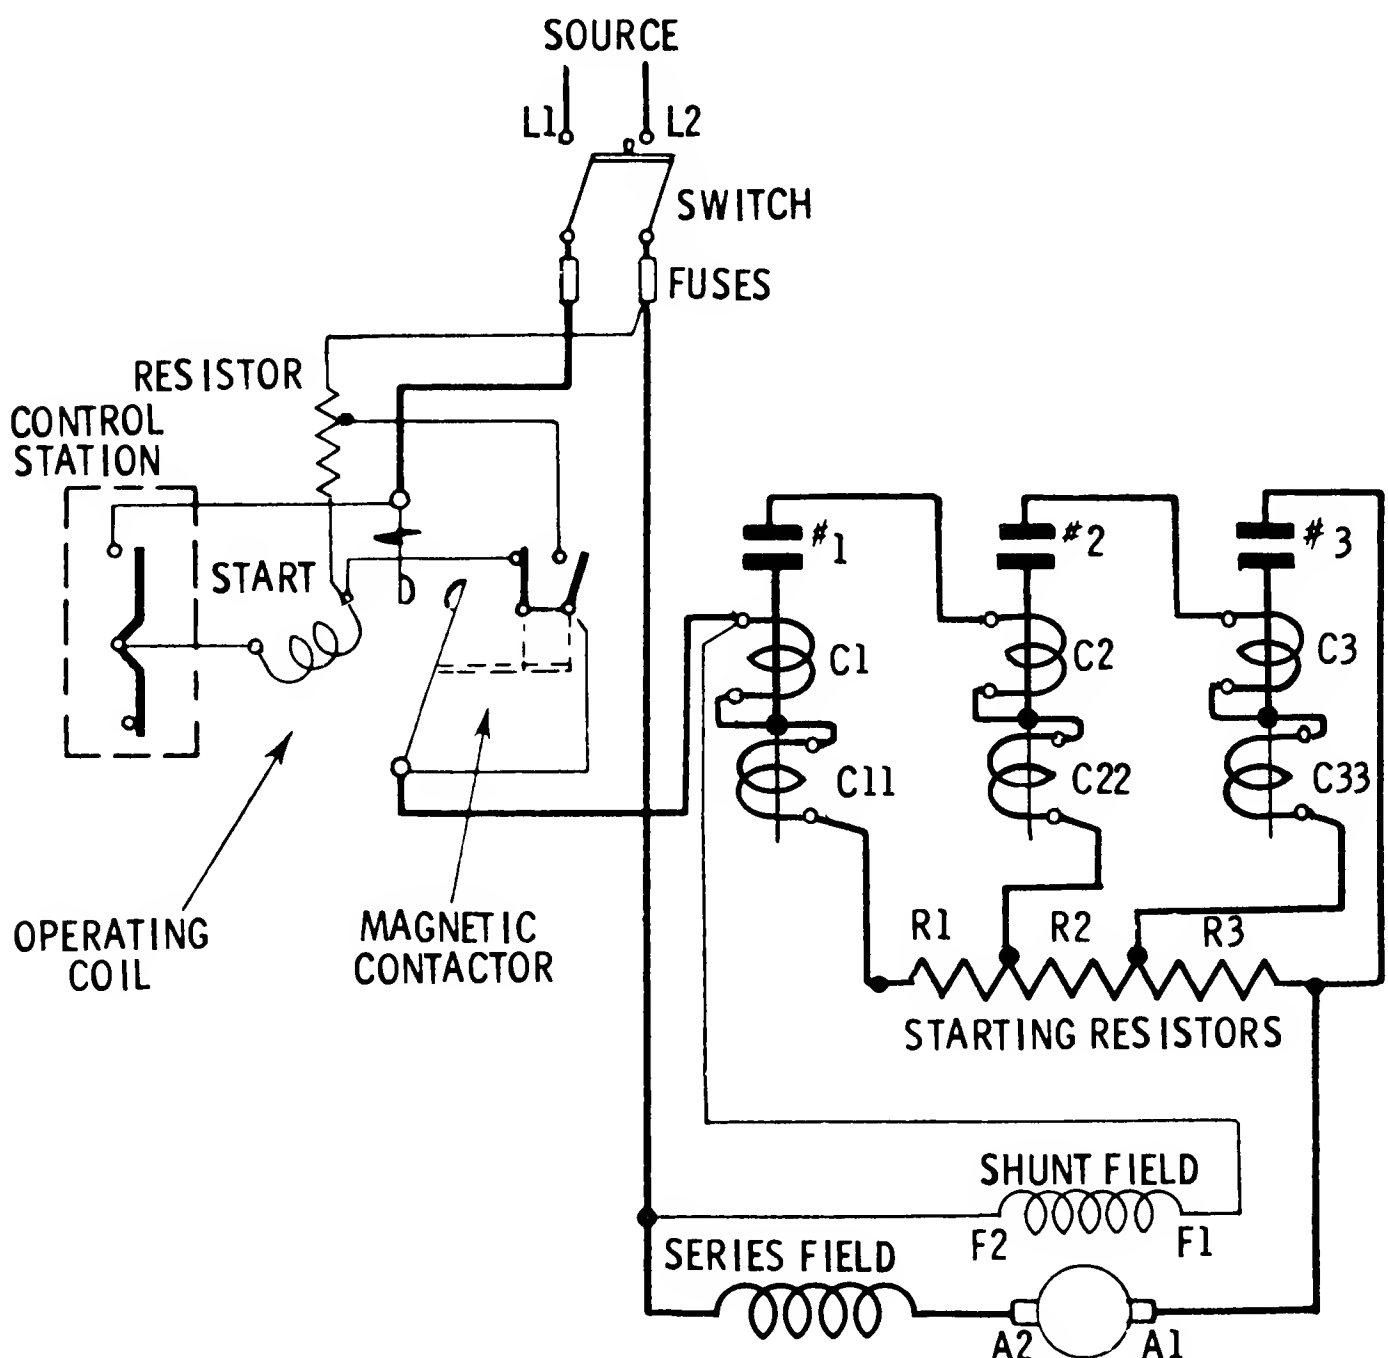 SOURCE
L1
L2
SWITCH
FUSES
RESISTOR
CONTROL
STATION
START
#1
#2
#3
C1
C2
C3
C11
C22
C33
OPERATING
COIL
MAGNETIC
CONTACTOR
R1
R2
R3
STARTING RESISTORS
SHUNT FIELD
F2
F1
SERIES FIELD
A2
A1